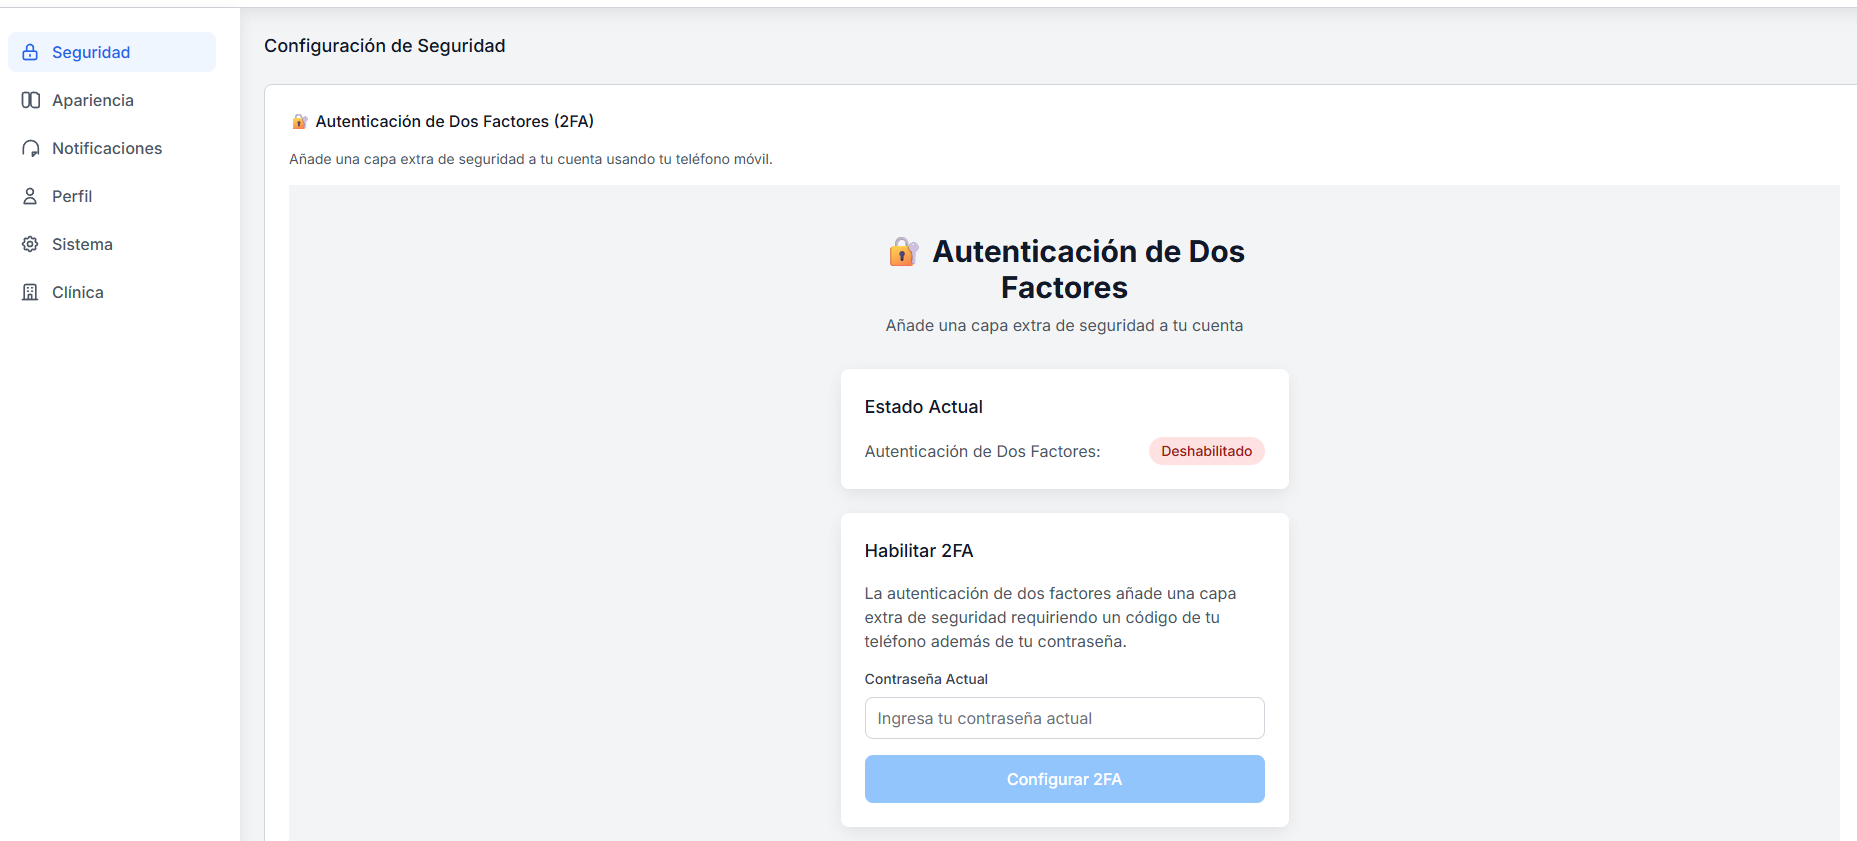 Seguridad
Apariencia
Notificaciones
Perfil
Sistema
Clínica
Configuración de Seguridad
Autenticación de Dos Factores (2FA)
Añade una capa extra de seguridad a tu cuenta usando tu teléfono móvil.
Autenticación de Dos
Factores
Añade una capa extra de seguridad a tu cuenta
Estado Actual
Autenticación de Dos Factores: Deshabilitado
Habilitar 2FA
La autenticación de dos factores añade una capa
extra de seguridad requiriendo un código de tu
teléfono además de tu contraseña.
Contraseña Actual
Ingresa tu contraseña actual
Configurar 2FA